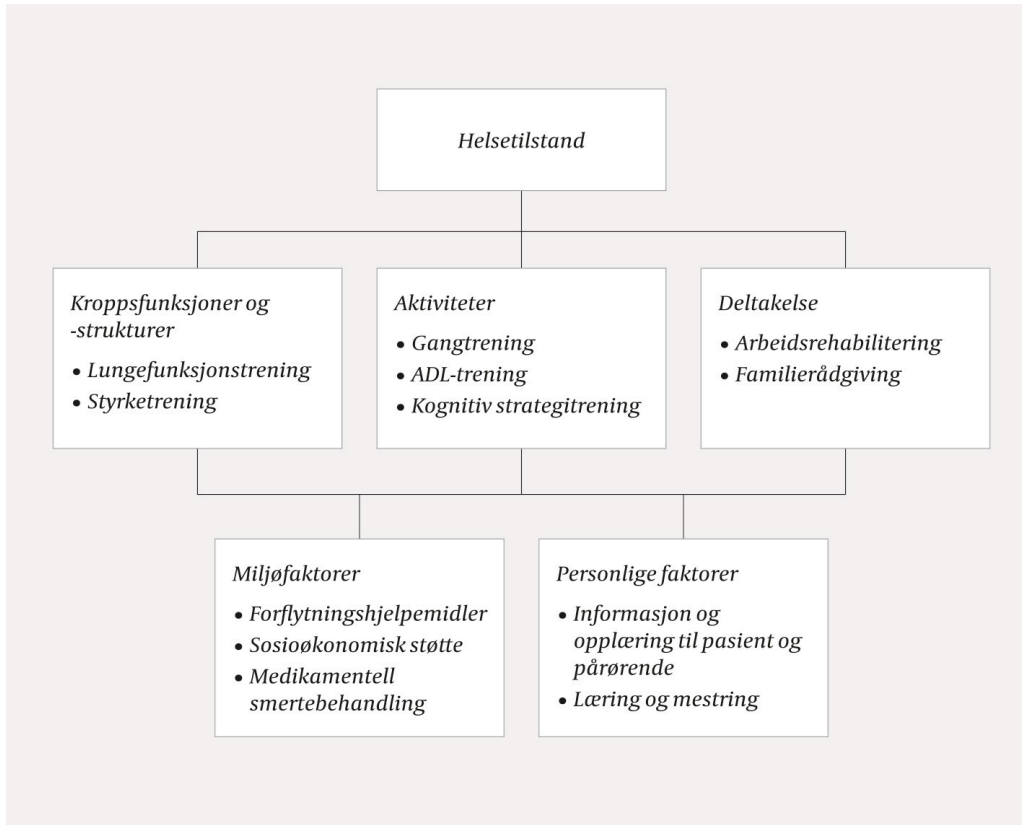 Helsetilstand
Kroppsfunksjoner og
-strukturer
• Lungefunksjonstrening
• Styrketrening
Aktiviteter
• Gangtrening
• ADL-trening
• Kognitiv strategitrening
Deltakelse
• Arbeidsrehabilitering
• Familierådgiving
Miljøfaktorer
• Forflytningshjelpemidler
• Sosioøkonomisk støtte
• Medikamentell
smertebehandling
Personlige faktorer
• Informasjon og
opplæring til pasient og
pårørende
• Læring og mestring